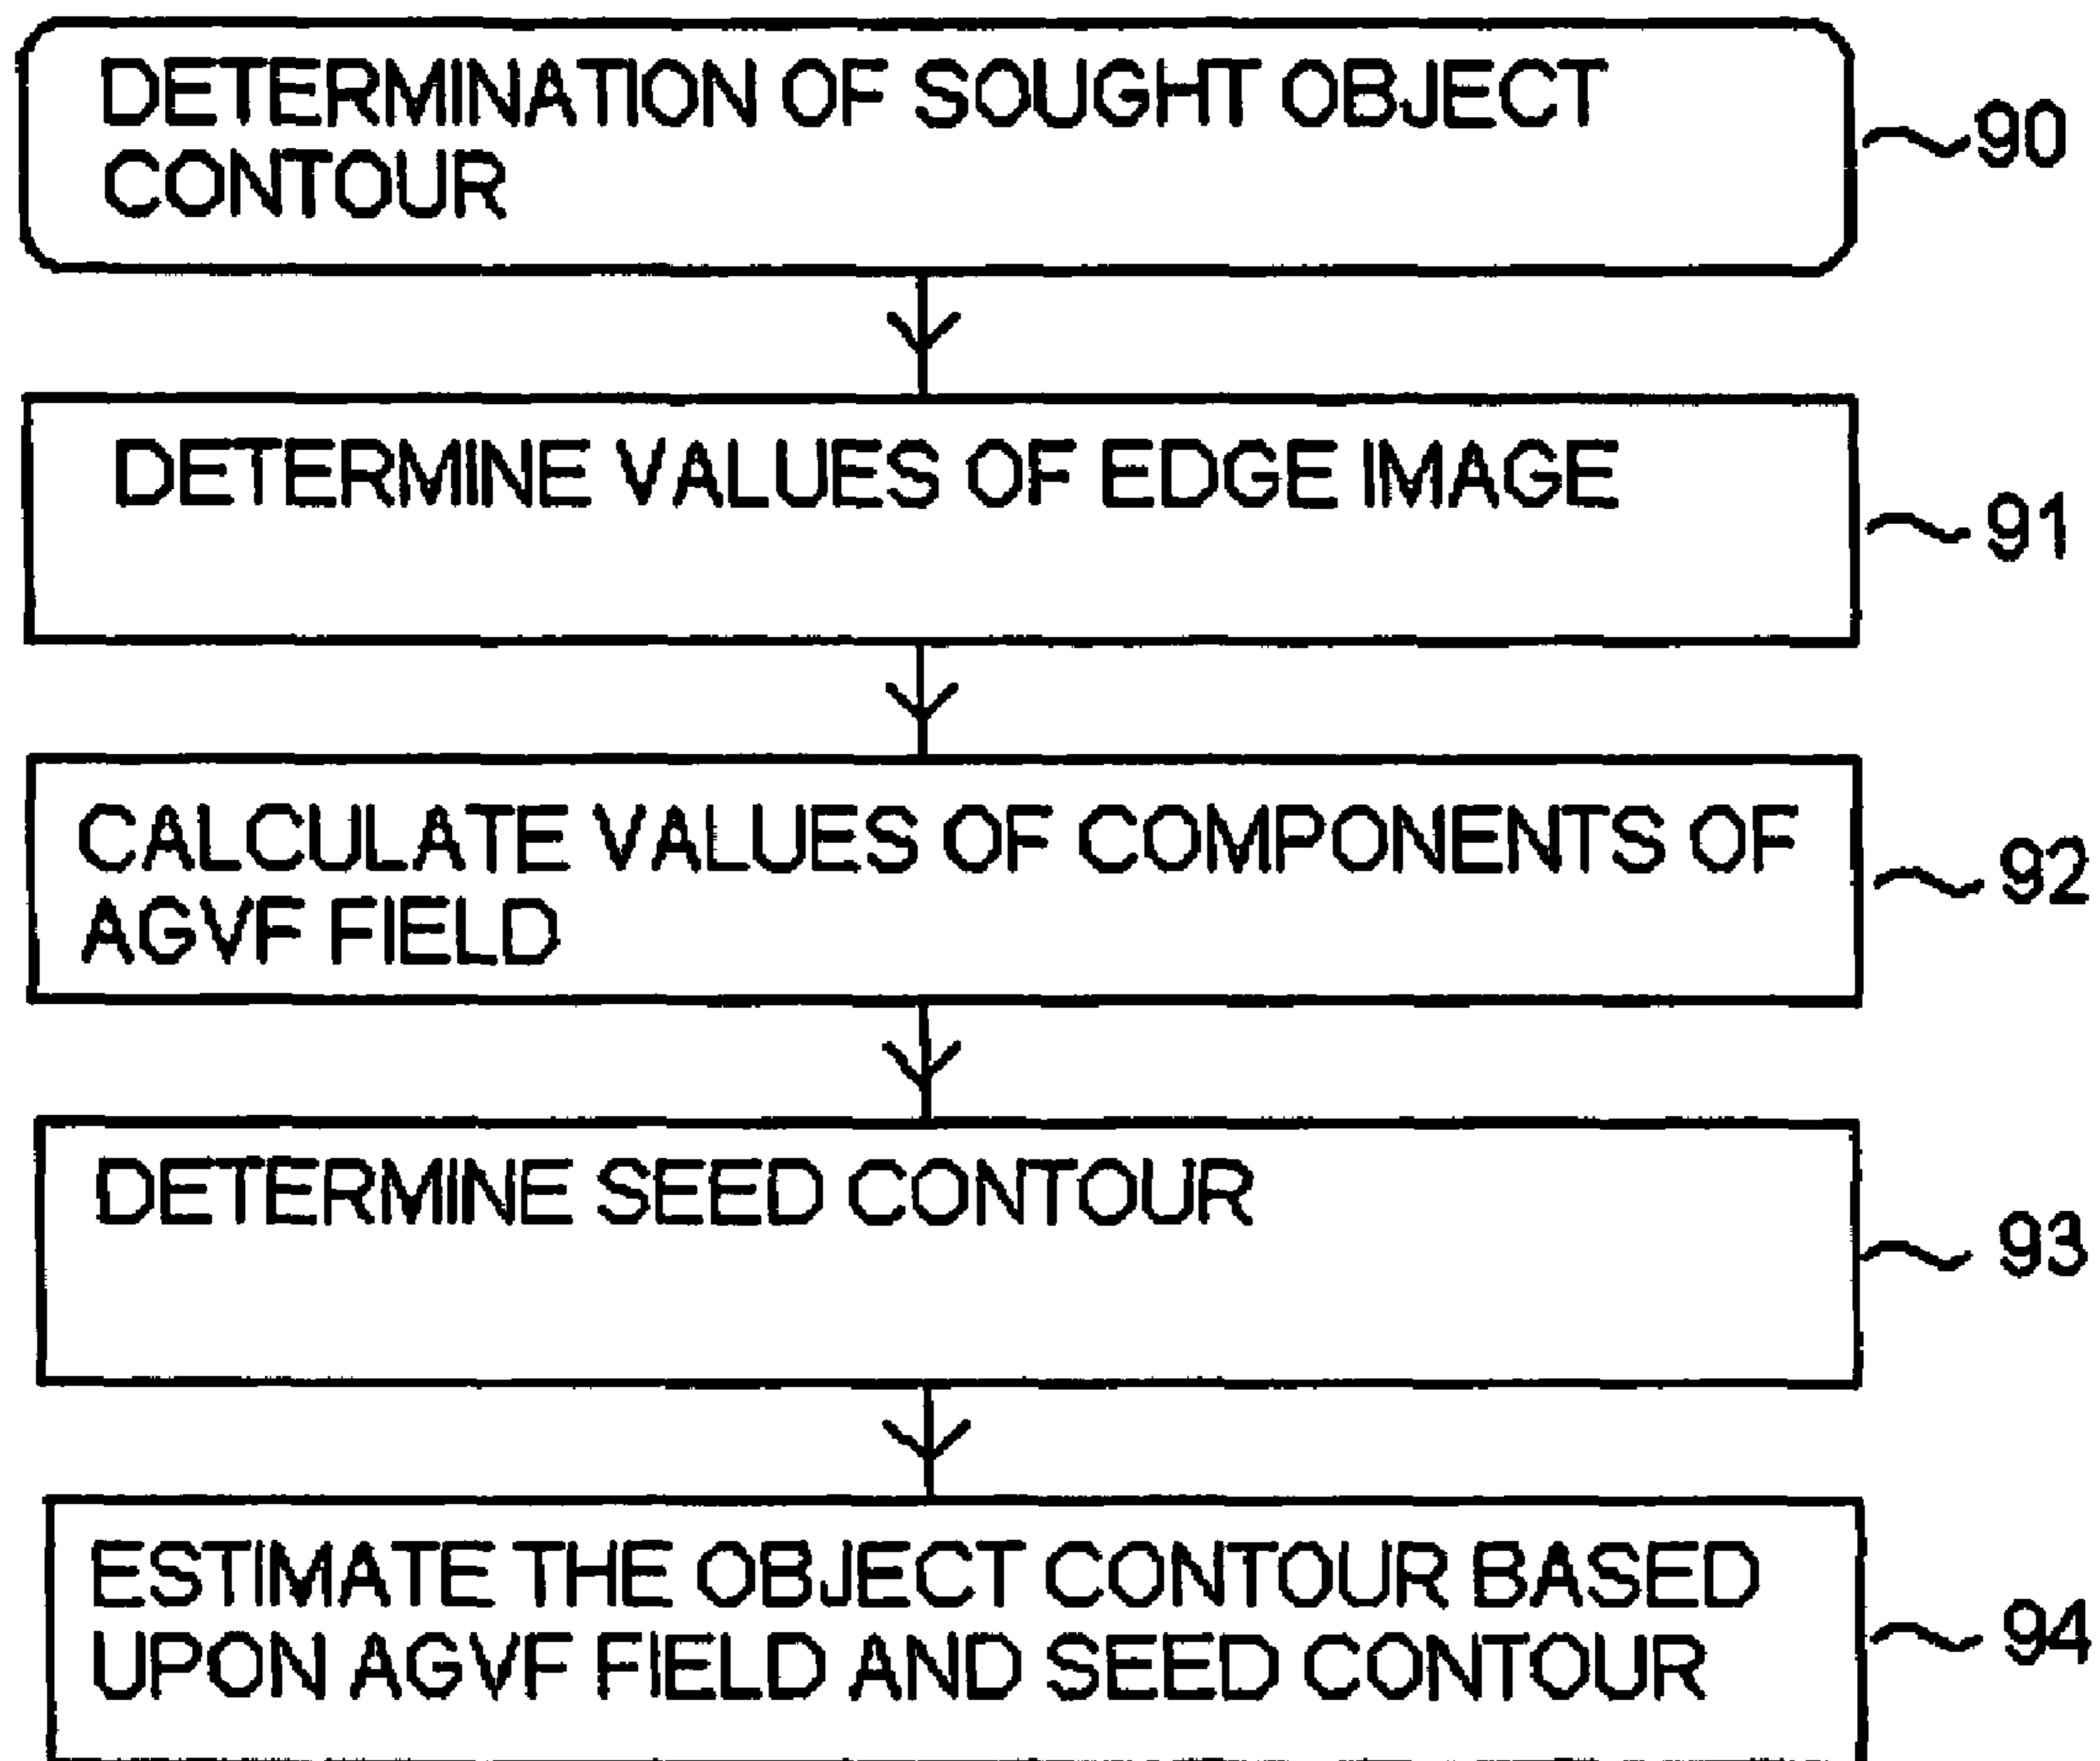 DETERMINATION OF SOUGHT OBJECT
CONTOUR
90
DETERMINE VALUES OF EDGE IMAGE
91
CALCULATE VALUES OF COMPONENTS OF
AGVF FIELD
92
DETERMINE SEED CONTOUR
93
ESTIMATE THE OBJECT CONTOUR BASED
UPON AGVF FIELD AND SEED CONTOUR
94